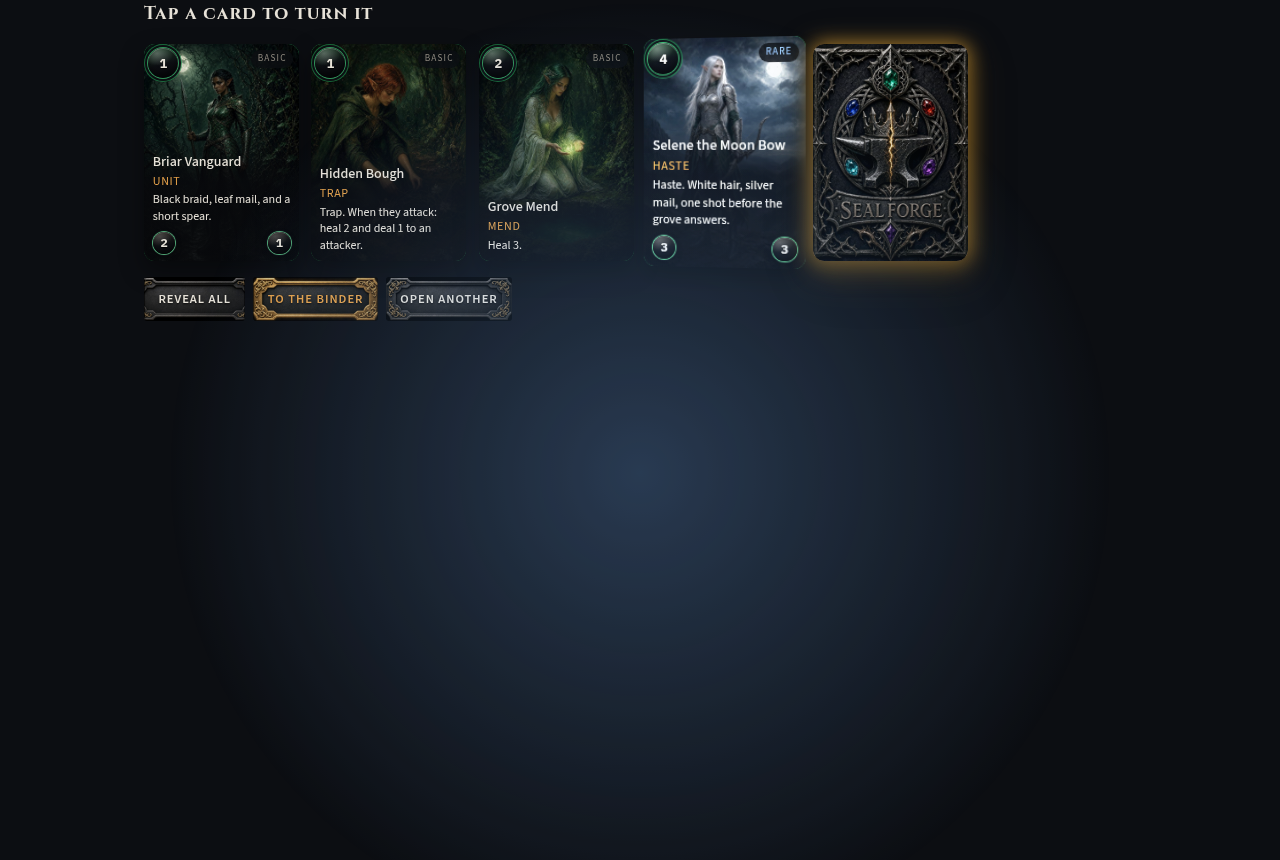 Tap a card to turn it
1
BASIC
Briar Vanguard
UNIT
Black braid, leaf mail, and a
short spear.
2
1
1
BASIC
Hidden Bough
TRAP
Trap. When they attack:
heal 2 and deal 1 to an
attacker.
2
BASIC
Grove Mend
MEND
Heal 3.
4
RARE
Selene the Moon Bow
HASTE
Haste. White hair, silver
mail, one shot before the
grove answers.
3
3
SEALFORGE
REVEAL ALL
TO THE BINDER
OPEN ANOTHER